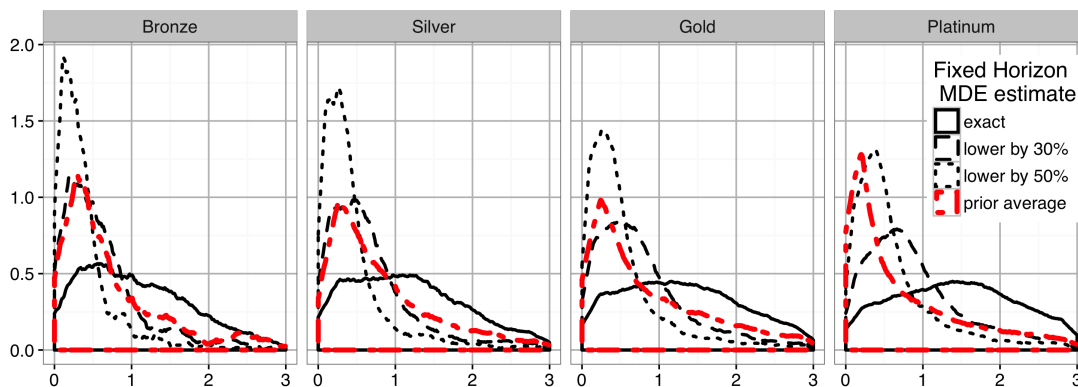 Bronze Silver Gold Platinum
2.0
1.5
1.0
0.5
0.0
Fixed Horizon
MDE estimate
exact
lower by 30%
lower by 50%
prior average
0 1 2 3 0 1 2 3 0 1 2 3 0 1 2 3